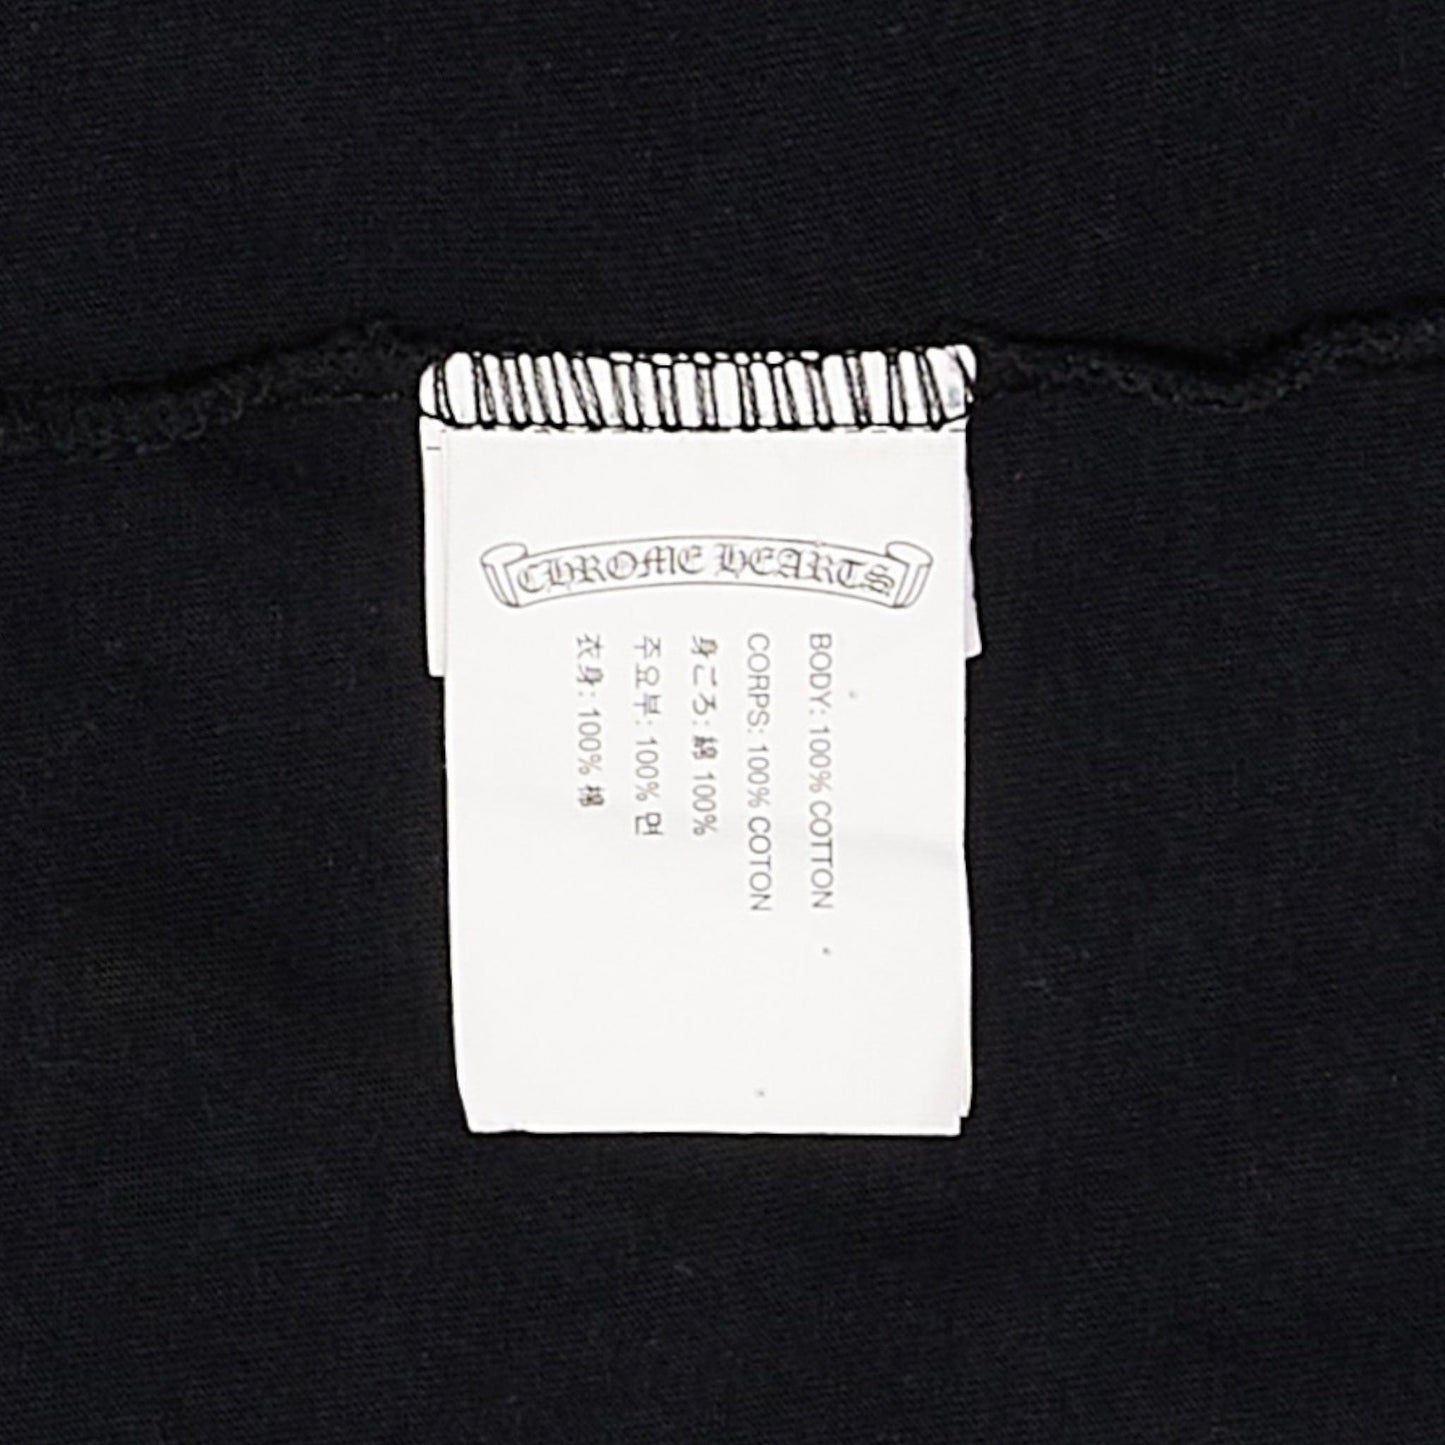 CHROME HEARTS
BODY: 100% COTTON
CORPS: 100% COTON
身ごろ: 綿 100%
주요부: 100% 면
衣身: 100% 棉